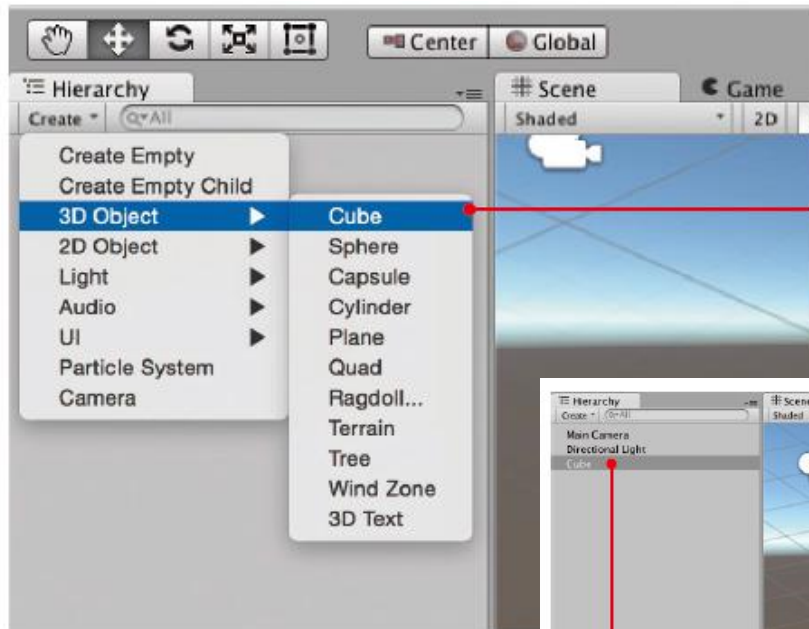 Center Global
Hierarchy
Create All
Create Empty
Create Empty Child
3D Object
2D Object
Light
Audio
UI
Particle System
Camera
Cube
Sphere
Capsule
Cylinder
Plane
Quad
Ragdoll...
Terrain
Tree
Wind Zone
3D Text
Scene Game
Shaded 2D
Hierarchy
Create All
Main Camera
Directional Light
Cube
Scene
Shaded